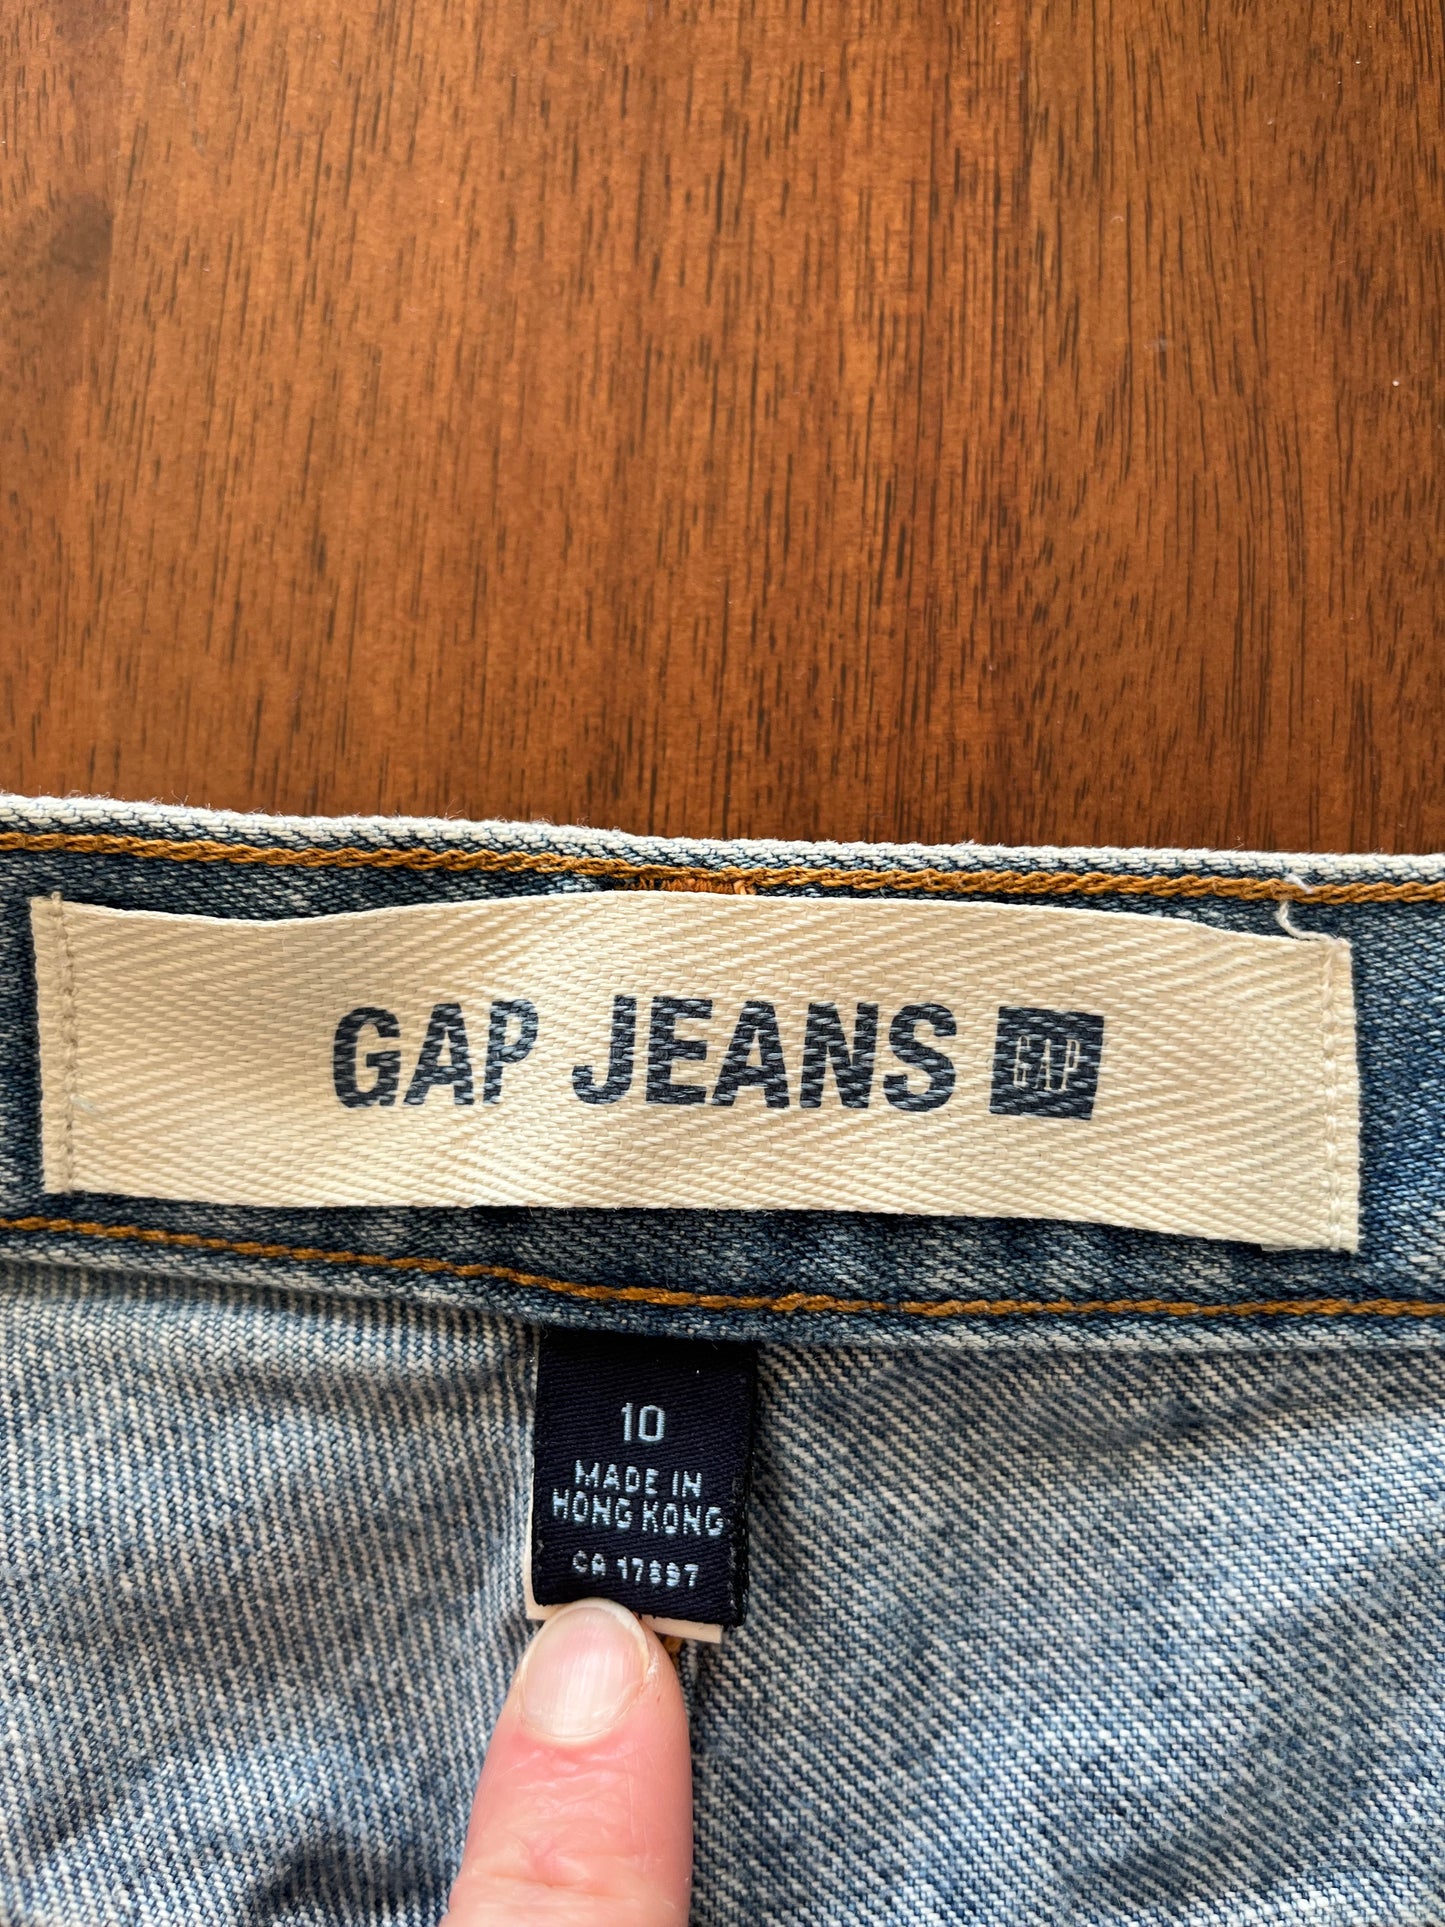 GAP JEANS GAP
10
MADE IN
HONG KONG
CA 17897